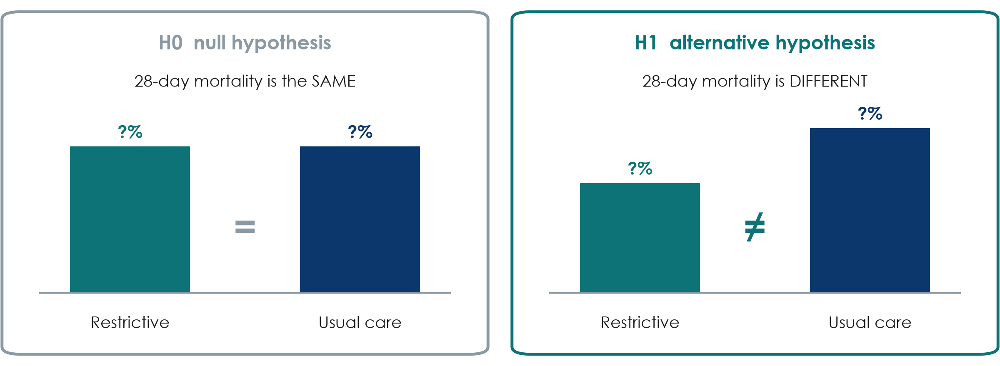 H0 null hypothesis
28-day mortality is the SAME
?%
?%
=
Restrictive
Usual care
H1 alternative hypothesis
28-day mortality is DIFFERENT
?%
?%
≠
Restrictive
Usual care